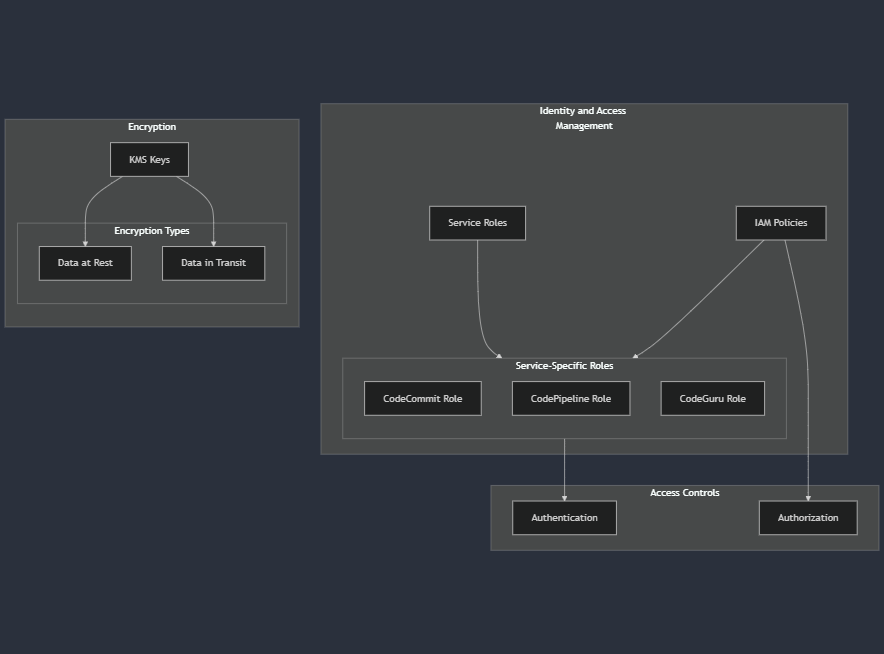 Encryption
KMS Keys
Encryption Types
Data at Rest
Data in Transit
Identity and Access
Management
Service Roles
IAM Policies
Service-Specific Roles
CodeCommit Role
CodePipeline Role
CodeGuru Role
Access Controls
Authentication
Authorization